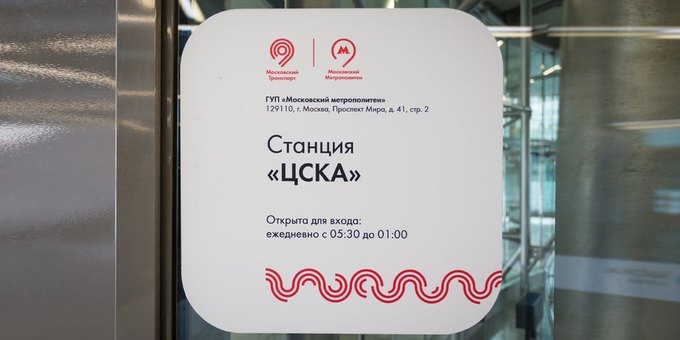 Московский
Транспорт
М
Московский
Метрополитен
ГУП «Московский метрополитен»
129110, г. Москва, Проспект Мира, д. 41, стр. 2
Станция
«ЦСКА»
Открыта для входа:
ежедневно с 05:30 до 01:00